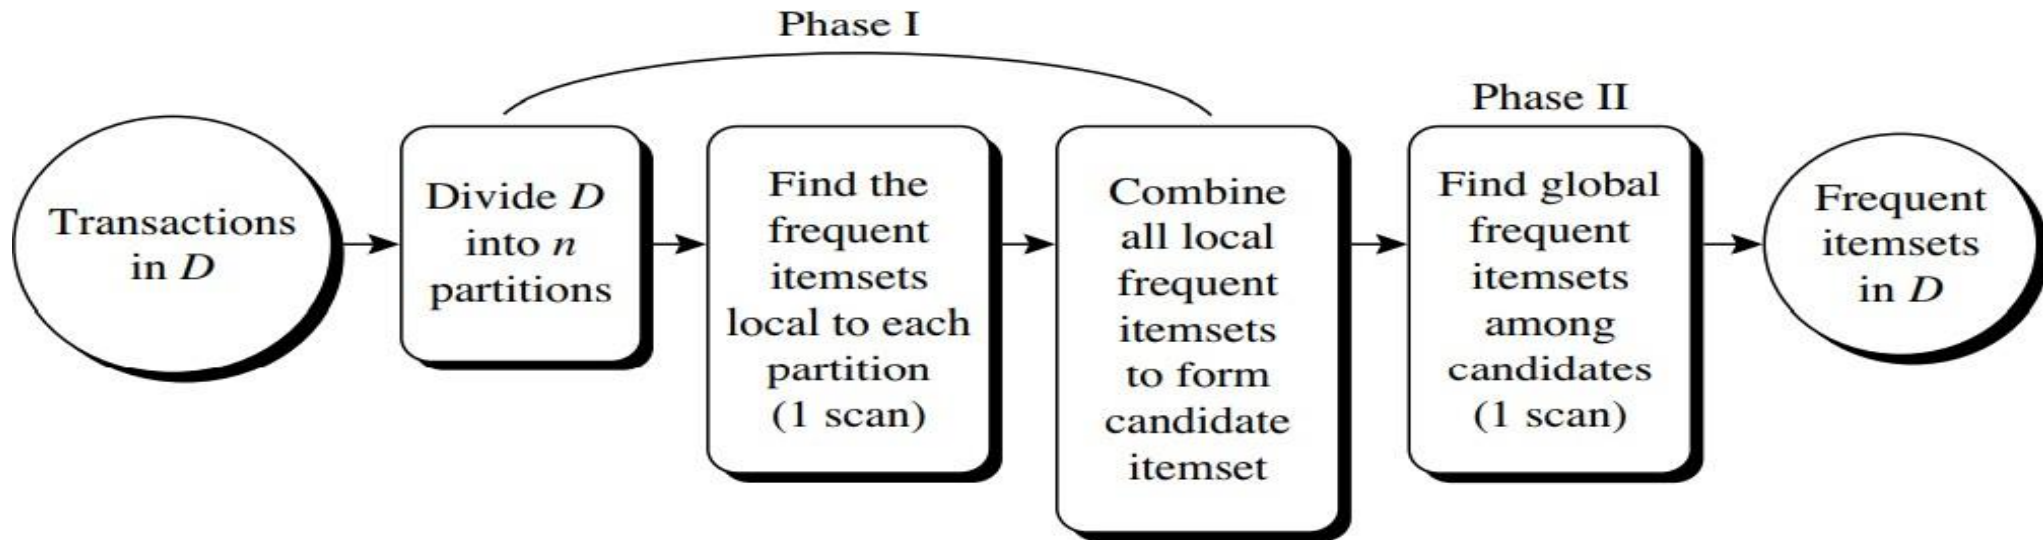 Phase I
Phase II
Transactions
in D
Divide D
into n
partitions
Find the
frequent
itemsets
local to each
partition
(1 scan)
Combine
all local
frequent
itemsets
to form
candidate
itemset
Find global
frequent
itemsets
among
candidates
(1 scan)
Frequent
itemsets
in D